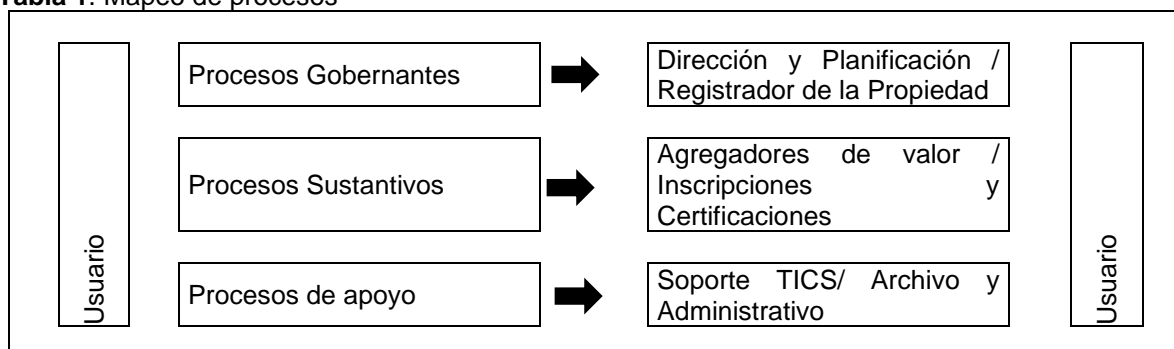 Tabla 1. Mapeo de procesos
Usuario
Procesos Gobernantes
Dirección y Planificación /
Registrador de la Propiedad
Procesos Sustantivos
Agregadores de valor /
Inscripciones y
Certificaciones
Procesos de apoyo
Soporte TICS/ Archivo y
Administrativo
Usuario